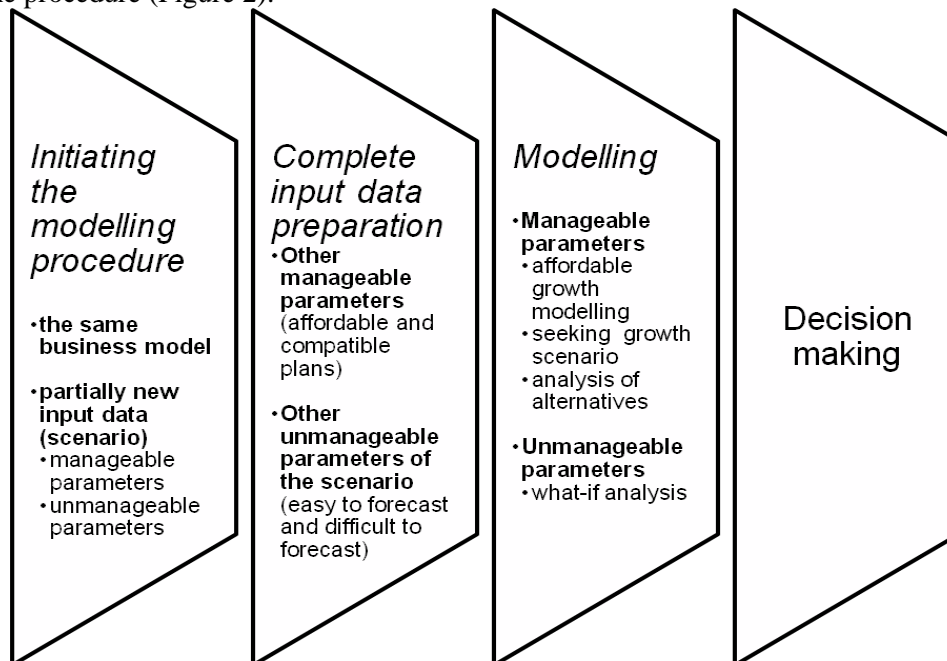 procedure (Figure 2).
Initiating
the
modelling
procedure
•the same
business model
•partially new
input data
(scenario)
•manageable
parameters
•unmanageable
parameters
Complete
input data
preparation
•Other
manageable
parameters
(affordable and
compatible
plans)
•Other
unmanageable
parameters of
the scenario
(easy to forecast
and difficult to
forecast)
Modelling
•Manageable
parameters
•affordable
growth
modelling
•seeking growth
scenario
•analysis of
alternatives
•Unmanageable
parameters
•what-if analysis
Decision
making